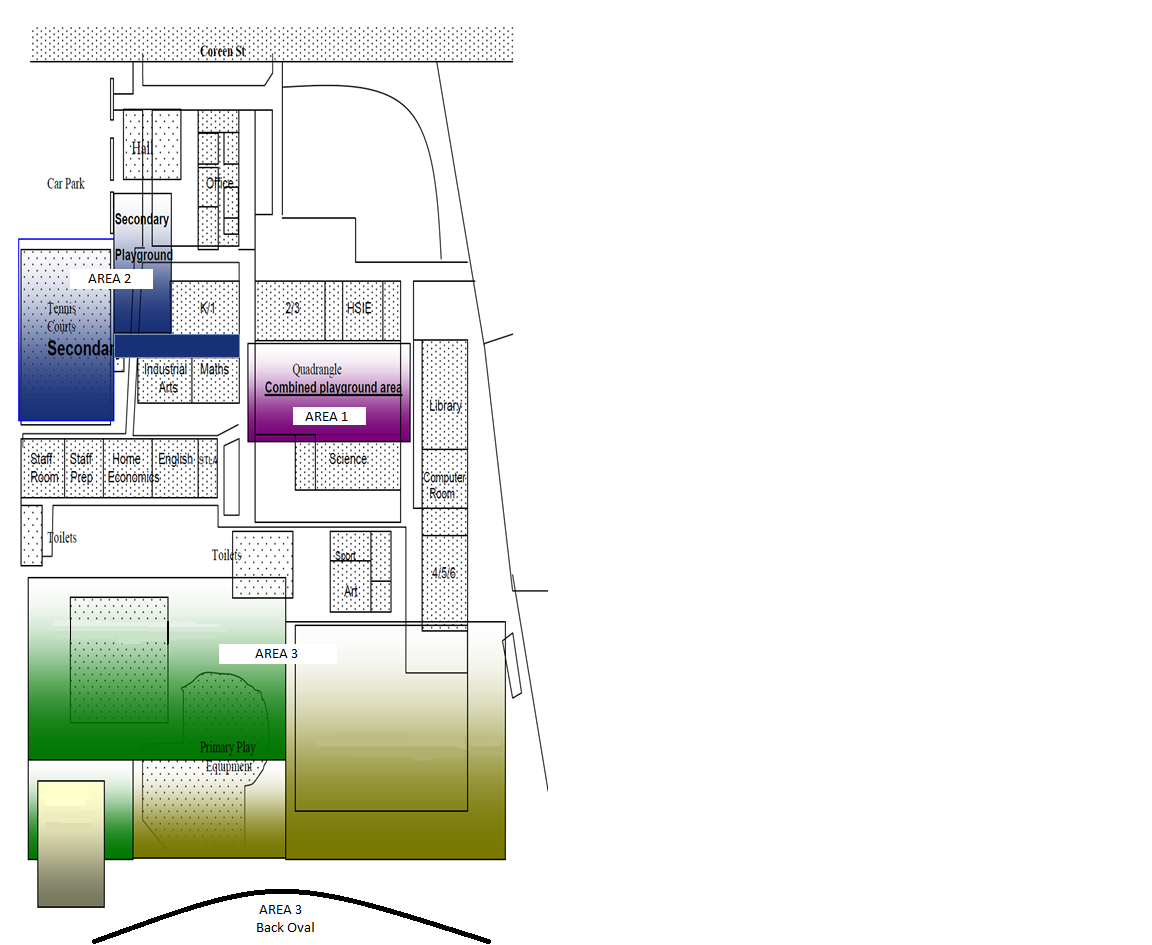 Coreen St
Hall
Car Park
Office
Secondary
Playground
AREA 2
Tennis
Courts
Secondar
K/1
2/3
HSIE
Industrial
Arts
Maths
Quadrangle
Combined playground area
AREA 1
Library
Staff
Room
Staff
Prep
Home
Economics
English
STLA
Science
Computer
Room
Toilets
Toilets
Sport
Art
4/5/6
AREA 3
Primary Play
Equipment
AREA 3
Back Oval